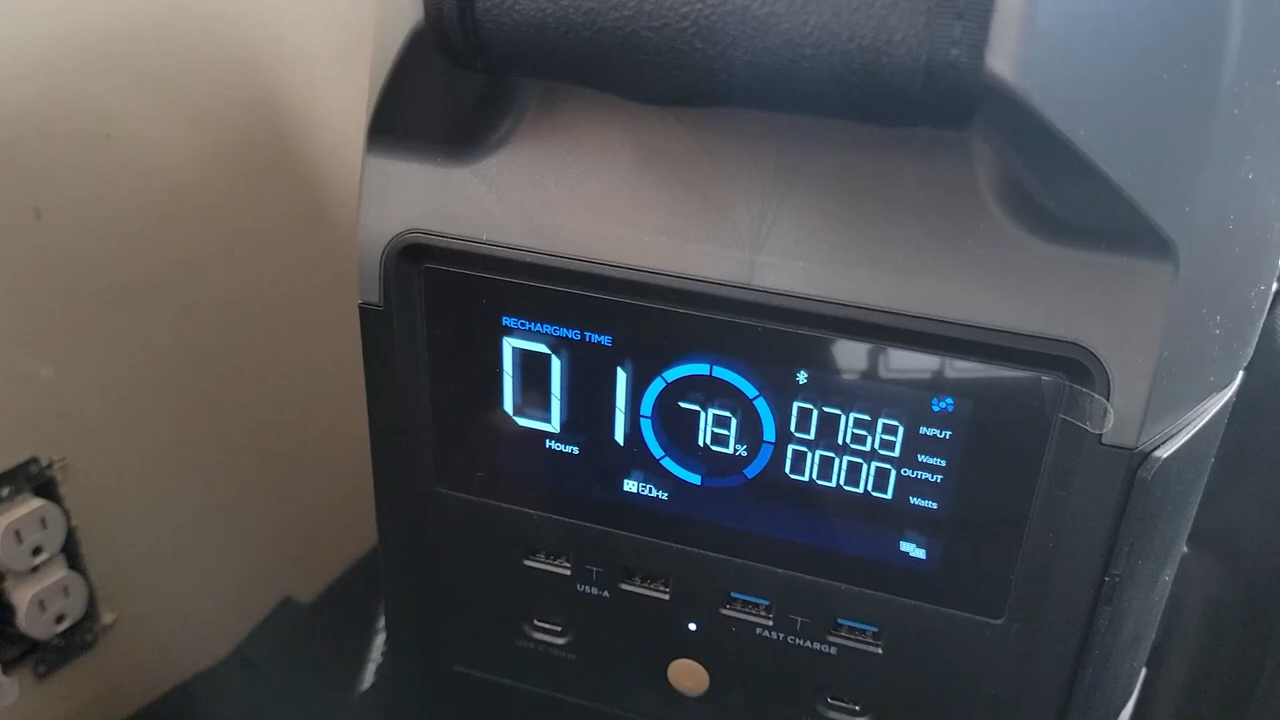 RECHARGING TIME
01
Hours
78%
60Hz
0768 INPUT Watts
0000 OUTPUT Watts
USB-A
FAST CHARGE